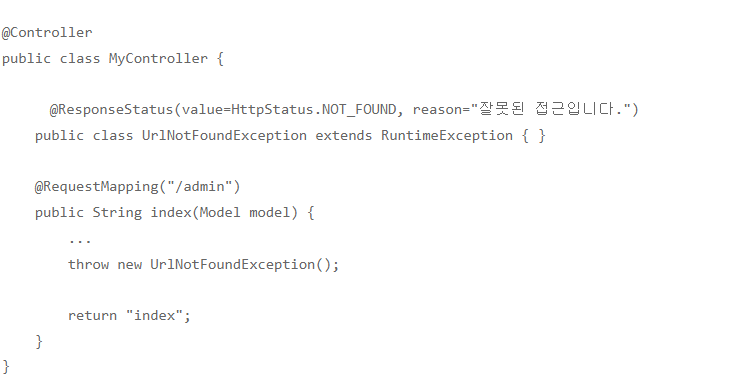 @Controller
public class MyController {
@ResponseStatus(value=HttpStatus.NOT_FOUND, reason="잘못된 접근입니다.")
public class UrlNotFoundException extends RuntimeException { }
@RequestMapping("/admin")
public String index(Model model) {
...
throw new UrlNotFoundException();
return "index";
}
}